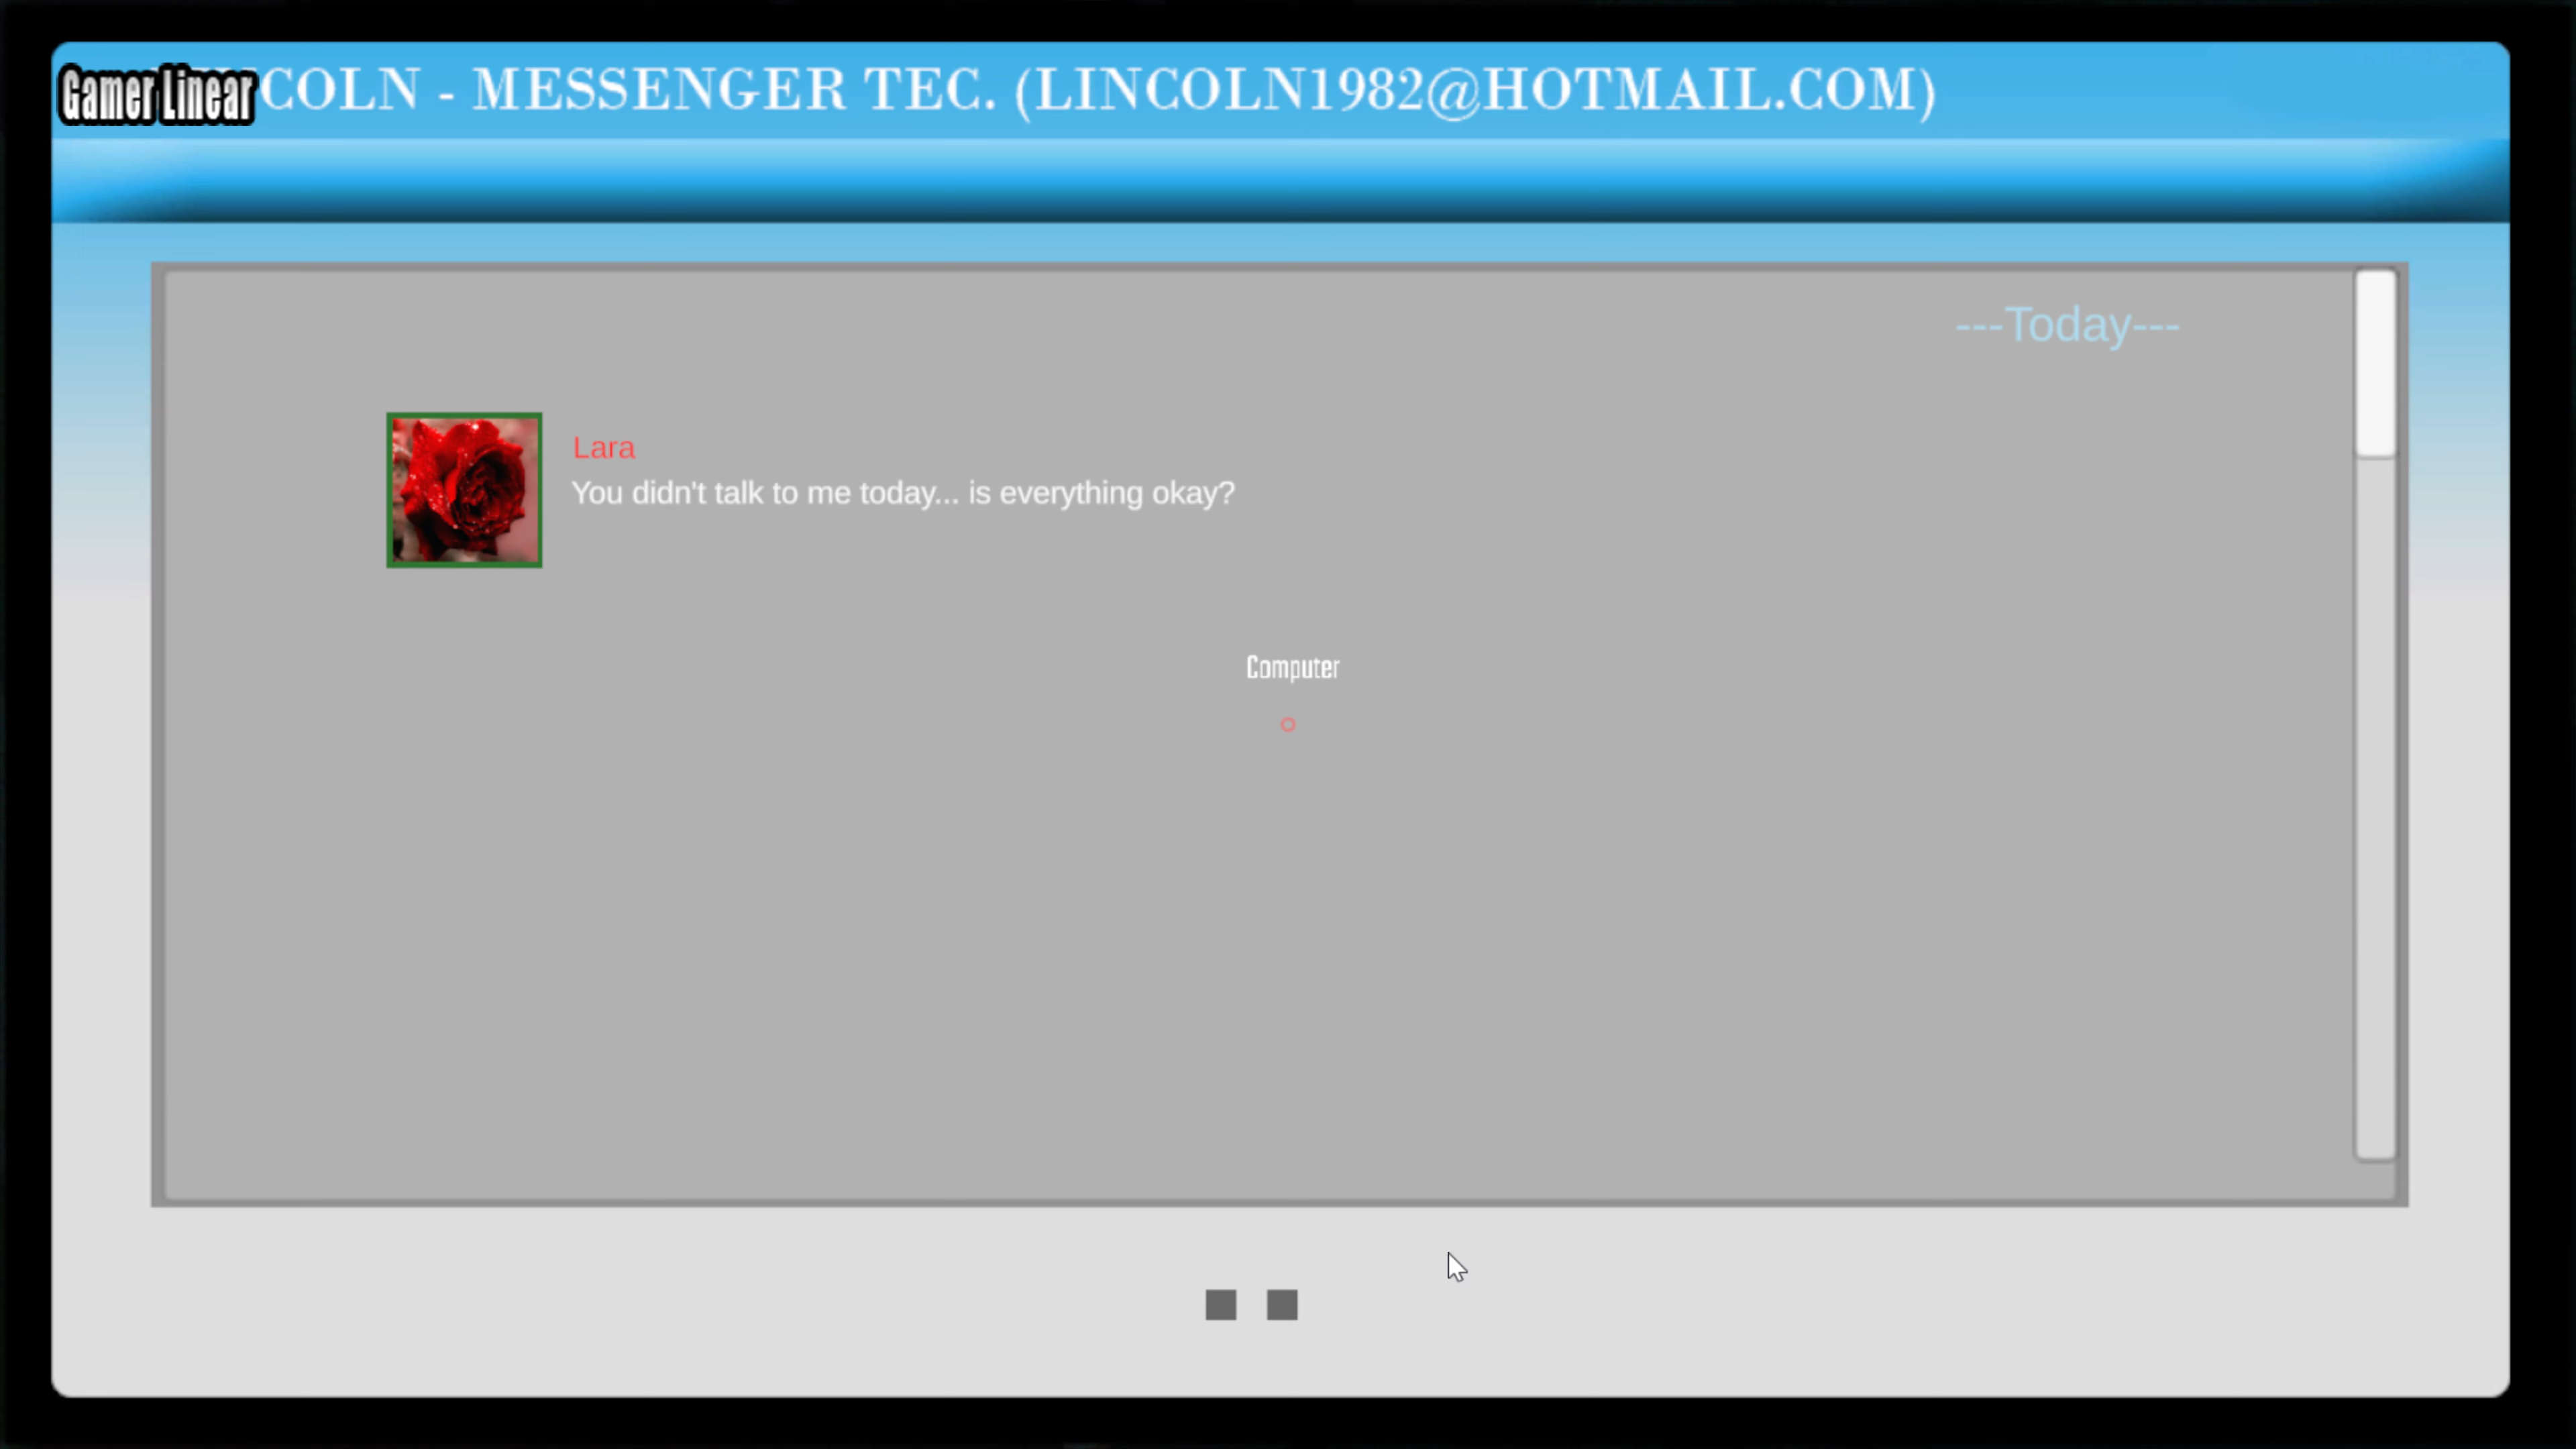 Gamer Linear
COLN - MESSENGER TEC. (LINCOLN1982@HOTMAIL.COM)
---Today---
Lara
You didn't talk to me today... is everything okay?
Computer